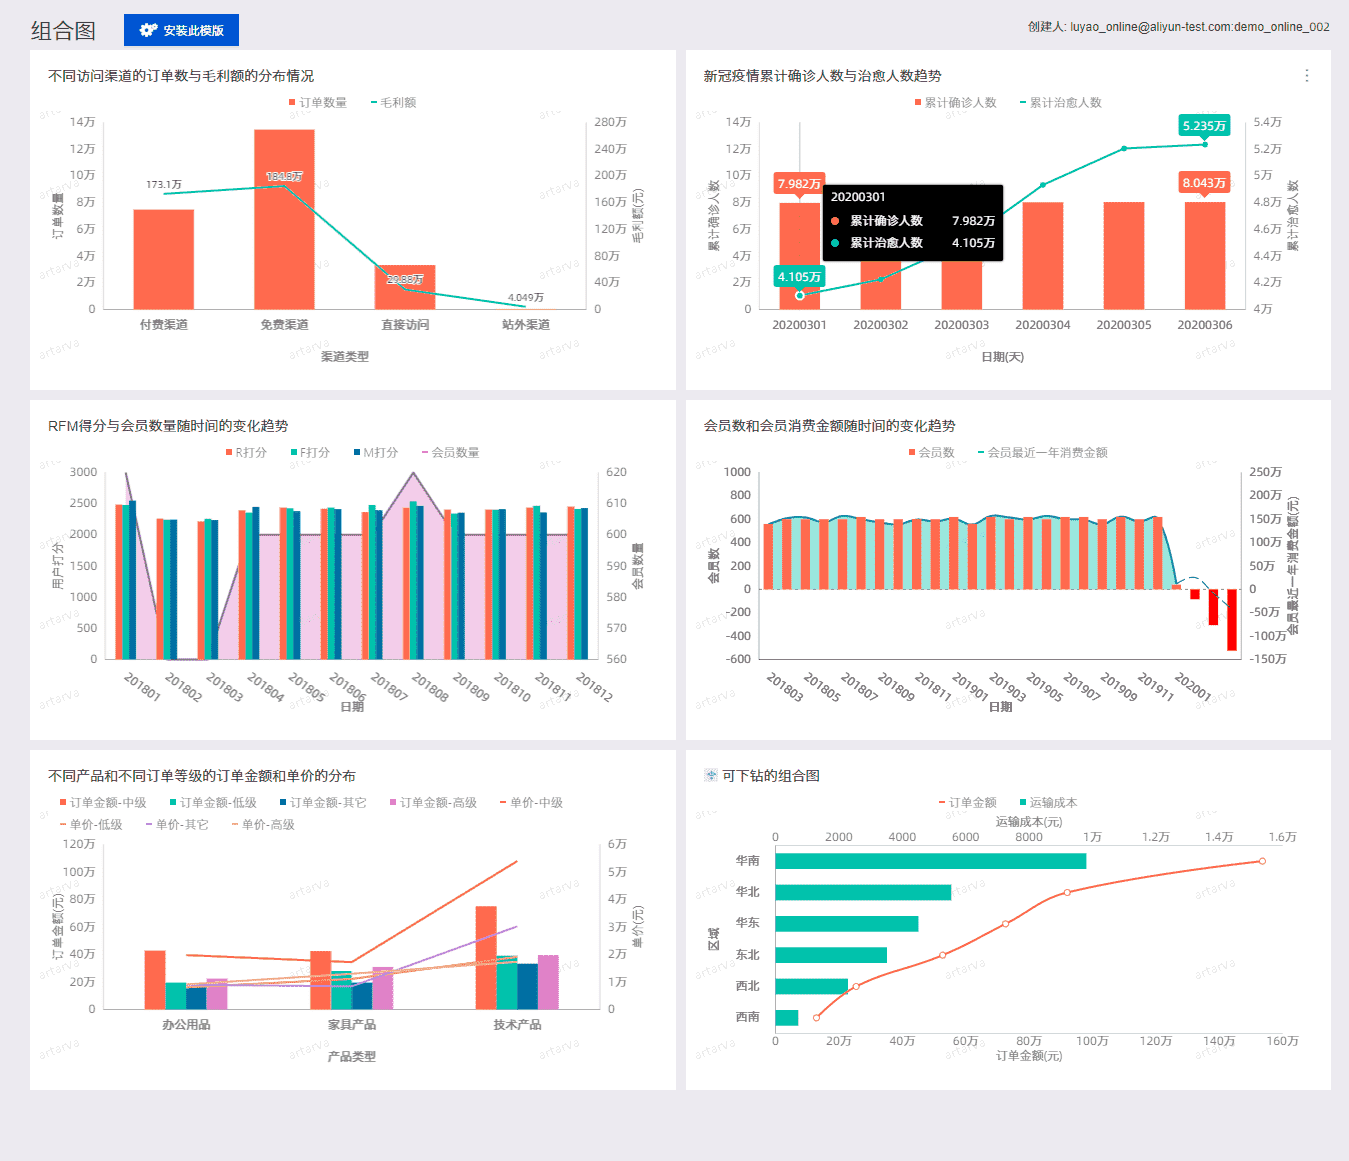 组合图
安装此模版
创建人: luyao_online@aliyun-test.com:demo_online_002
不同访问渠道的订单数与毛利额的分布情况
订单数量 毛利额
14万
12万
10万
8万
6万
4万
2万
0
订单数量
280万
240万
200万
160万
120万
80万
40万
0
毛利额(元)
173.1万
184.8万
29.88万
4.049万
付费渠道 免费渠道 直接访问 站外渠道
渠道类型
新冠疫情累计确诊人数与治愈人数趋势
累计确诊人数 累计治愈人数
14万
12万
10万
8万
6万
4万
2万
0
累计确诊人数
5.4万
5.2万
5万
4.8万
4.6万
4.4万
4.2万
4万
累计治愈人数
5.235万
7.982万
8.043万
4.105万
20200301
累计确诊人数 7.982万
累计治愈人数 4.105万
20200301 20200302 20200303 20200304 20200305 20200306
日期(天)
RFM得分与会员数量随时间的变化趋势
R打分 F打分 M打分 会员数量
3000
2500
2000
1500
1000
500
0
用户打分
620
610
600
590
580
570
560
会员数量
201801 201802 201803 201804 201805 201806 201807 201808 201809 201810 201811 201812
日期
会员数和会员消费金额随时间的变化趋势
会员数 会员最近一年消费金额
1000
800
600
400
200
0
-200
-400
-600
会员数
250万
200万
150万
100万
50万
0
-50万
-100万
-150万
会员最近一年消费金额(元)
201803 201805 201807 201809 201811 201901 201903 201905 201907 201909 201911 202001
日期
不同产品和不同订单等级的订单金额和单价的分布
订单金额-中级 订单金额-低级 订单金额-其它 订单金额-高级 单价-中级
单价-低级 单价-其它 单价-高级
120万
100万
80万
60万
40万
20万
0
订单金额(元)
6万
5万
4万
3万
2万
1万
0
单价(元)
办公用品 家具产品 技术产品
产品类型
可下钻的组合图
订单金额 运输成本
运输成本(元)
0 2000 4000 6000 8000 1万 1.2万 1.4万 1.6万
华南
华北
华东
东北
西北
西南
区域
0 20万 40万 60万 80万 100万 120万 140万 160万
订单金额(元)